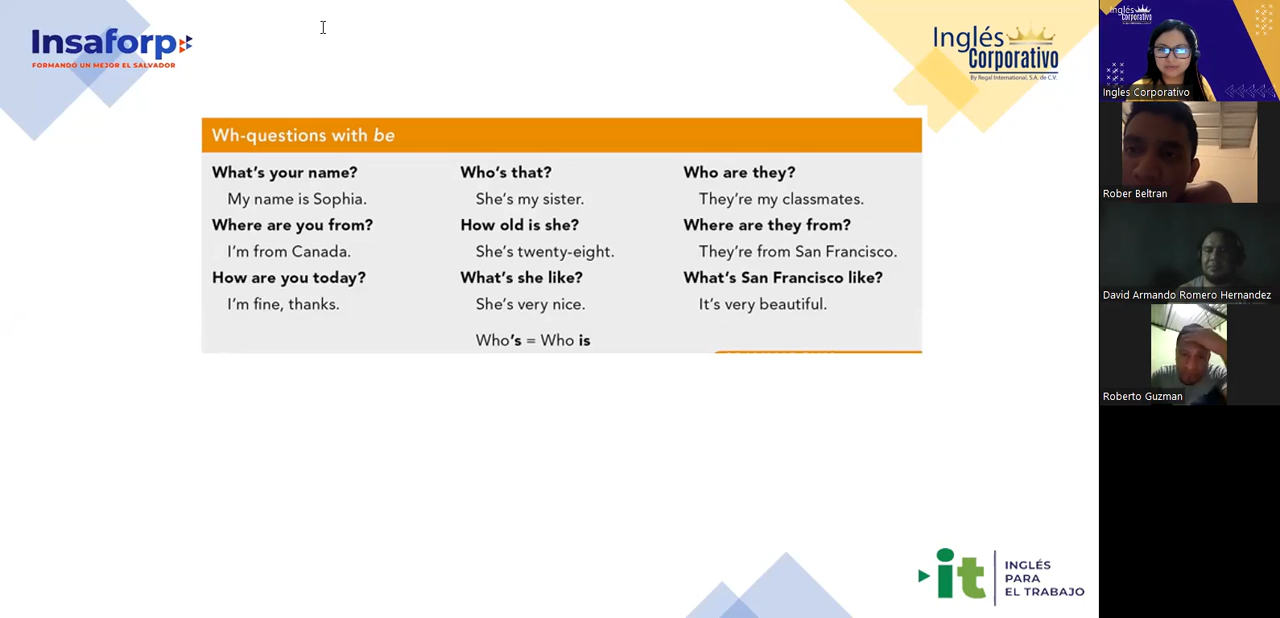 Insaforp
FORMANDO UN MEJOR EL SALVADOR
Inglés
Corporativo
By Regal International, S.A. de C.V.
Wh-questions with be
What's your name?
My name is Sophia.
Where are you from?
I'm from Canada.
How are you today?
I'm fine, thanks.
Who's that?
She's my sister.
How old is she?
She's twenty-eight.
What's she like?
She's very nice.
Who's = Who is
Who are they?
They're my classmates.
Where are they from?
They're from San Francisco.
What's San Francisco like?
It's very beautiful.
it
INGLÉS
PARA
EL TRABAJO
Inglés
Corporativo
Ingles Corporativo
Rober Beltran
David Armando Romero Hernandez
Roberto Guzman